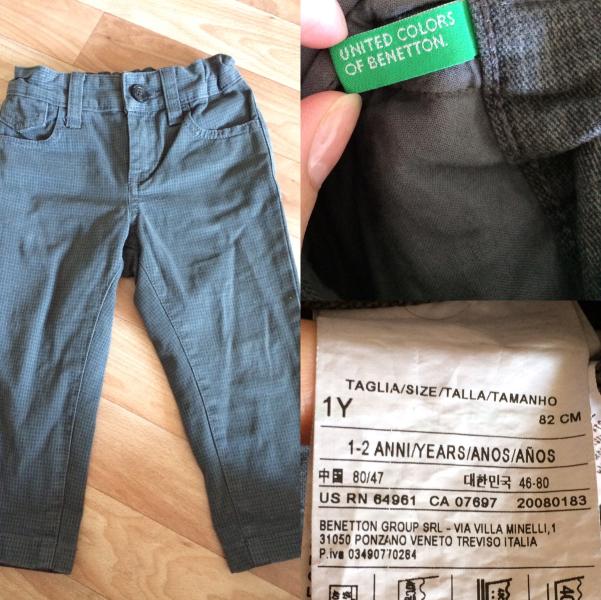 UNITED COLORS
OF BENETTON.
TAGLIA/SIZE/TALLA/TAMANHO
1Y
82 CM
1-2 ANNI/YEARS/ANOS/AÑOS
中国 80/47 대한민국 46-80
US RN 64961 CA 07697 20080183
BENETTON GROUP SRL - VIA VILLA MINELLI,1
31050 PONZANO VENETO TREVISO ITALIA
P.iva 03490770264